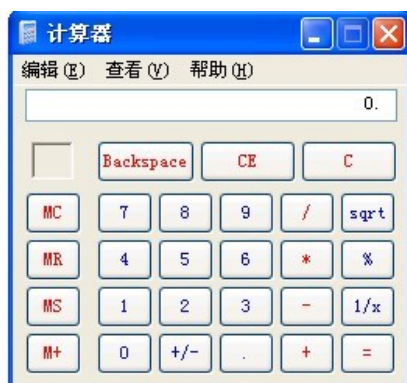 计算器
编辑(E) 查看(V) 帮助(H)
0.
Backspace CE C
MC 7 8 9 / sqrt
MR 4 5 6 * %
MS 1 2 3 - 1/x
M+ 0 +/- . + =